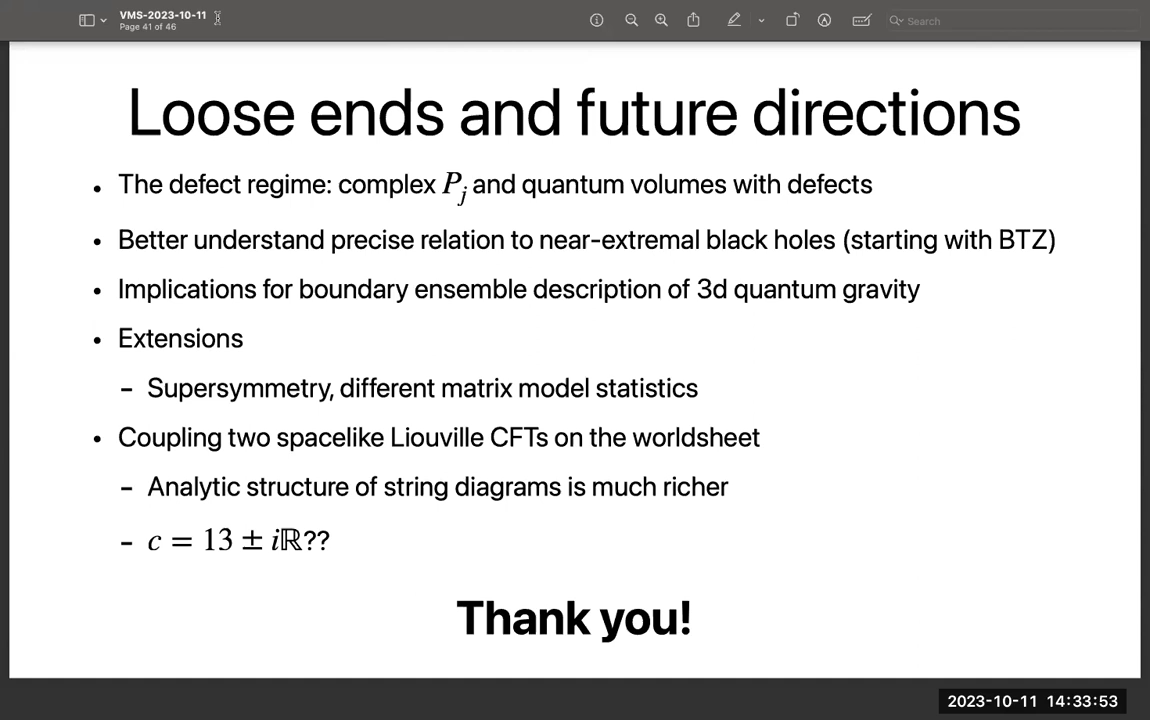 VMS-2023-10-11
Page 41 of 46
Search
Loose ends and future directions
• The defect regime: complex P_j and quantum volumes with defects
• Better understand precise relation to near-extremal black holes (starting with BTZ)
• Implications for boundary ensemble description of 3d quantum gravity
• Extensions
– Supersymmetry, different matrix model statistics
• Coupling two spacelike Liouville CFTs on the worldsheet
– Analytic structure of string diagrams is much richer
– c = 13 ± iℝ??
Thank you!
2023-10-11 14:33:53